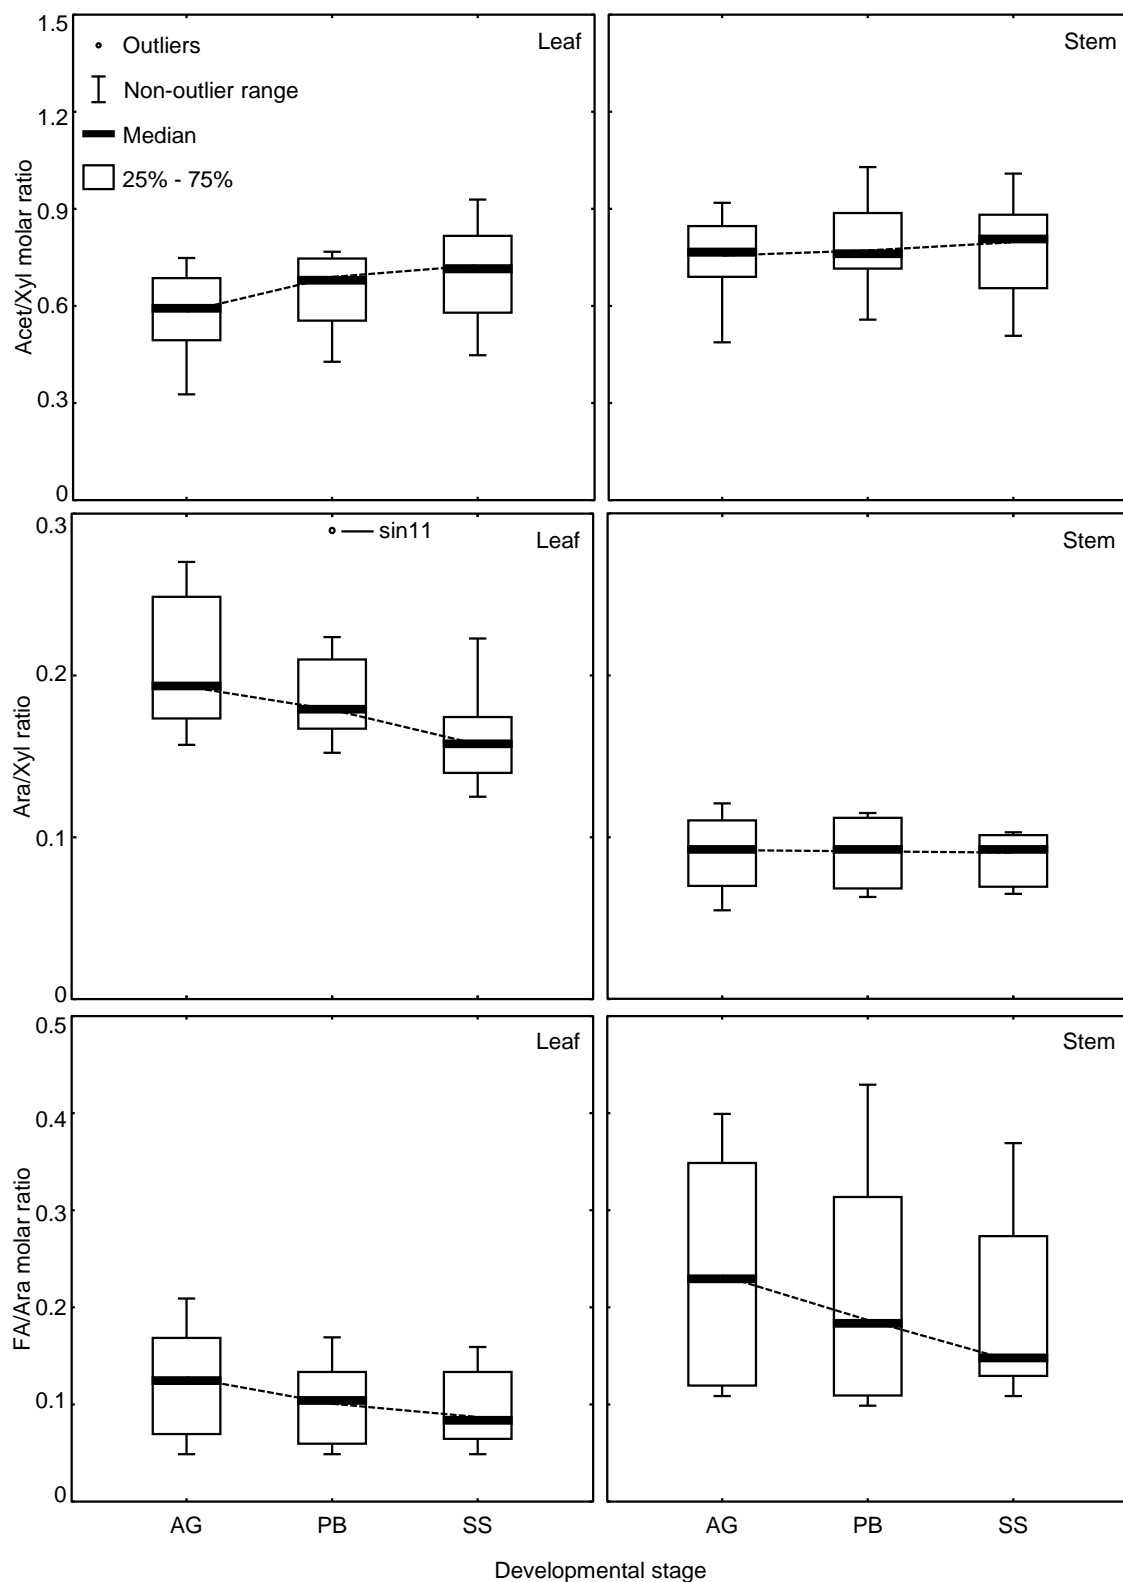 1.5
1.2
0.9
0.6
0.3
0
Acet/Xyl molar ratio
Outliers
Non-outlier range
Median
25% - 75%
Leaf
Stem
0.3
0.2
0.1
0
Ara/Xyl ratio
sin11
Leaf
Stem
0.5
0.4
0.3
0.2
0.1
0
FA/Ara molar ratio
Leaf
Stem
AG PB SS AG PB SS
Developmental stage